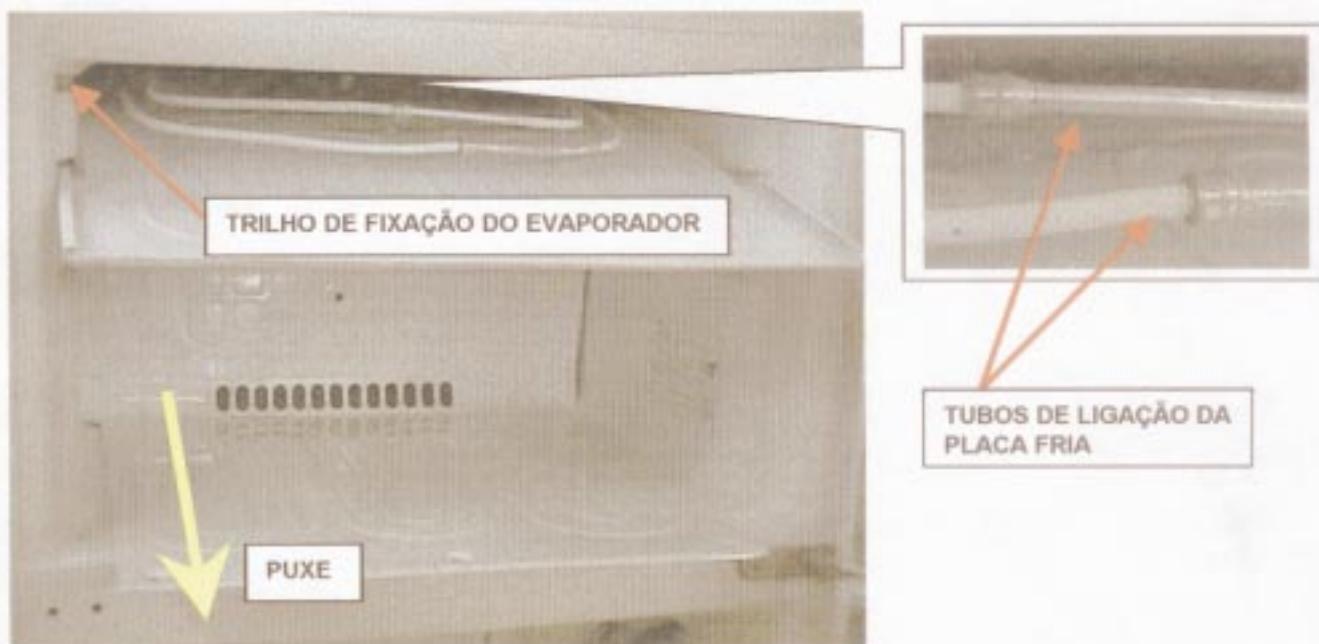 TRILHO DE FIXAÇÃO DO EVAPORADOR
TUBOS DE LIGAÇÃO DA
PLACA FRIA
PUXE